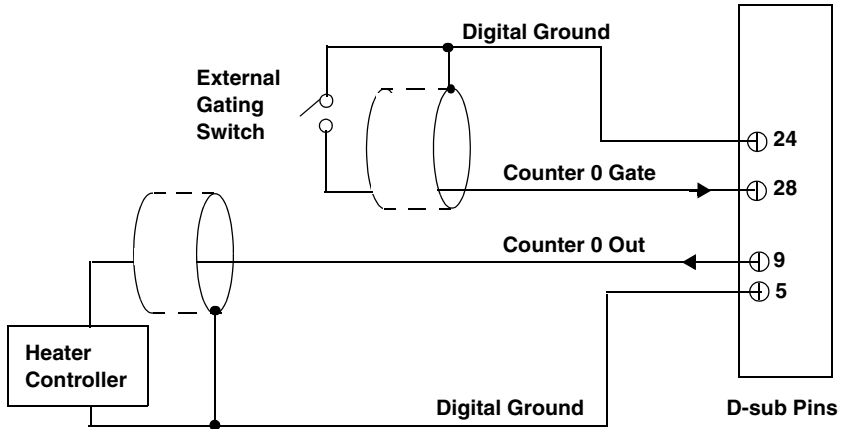 Digital Ground
External
Gating
Switch
24
Counter 0 Gate
28
Counter 0 Out
9
5
Heater
Controller
Digital Ground
D-sub Pins